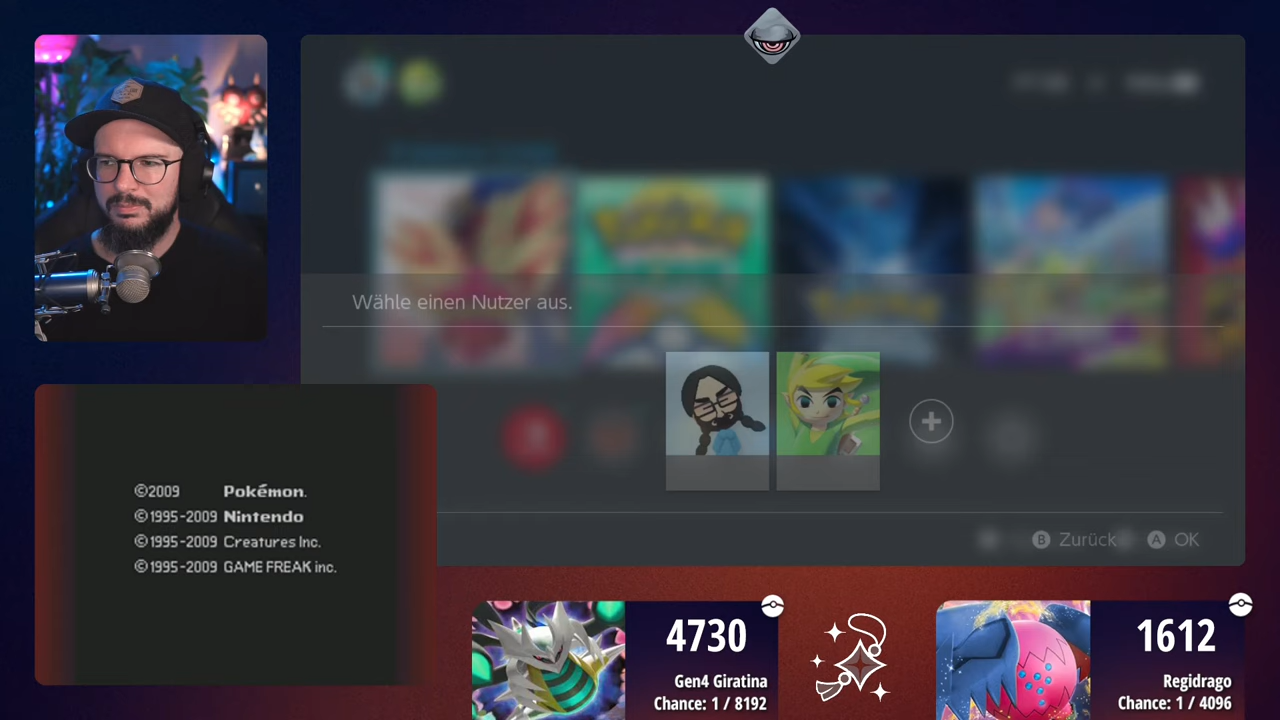 Wähle einen Nutzer aus.
B Zurück A OK
©2009 Pokémon.
©1995-2009 Nintendo
©1995-2009 Creatures Inc.
©1995-2009 GAME FREAK inc.
4730
Gen4 Giratina
Chance: 1 / 8192
1612
Regidrago
Chance: 1 / 4096